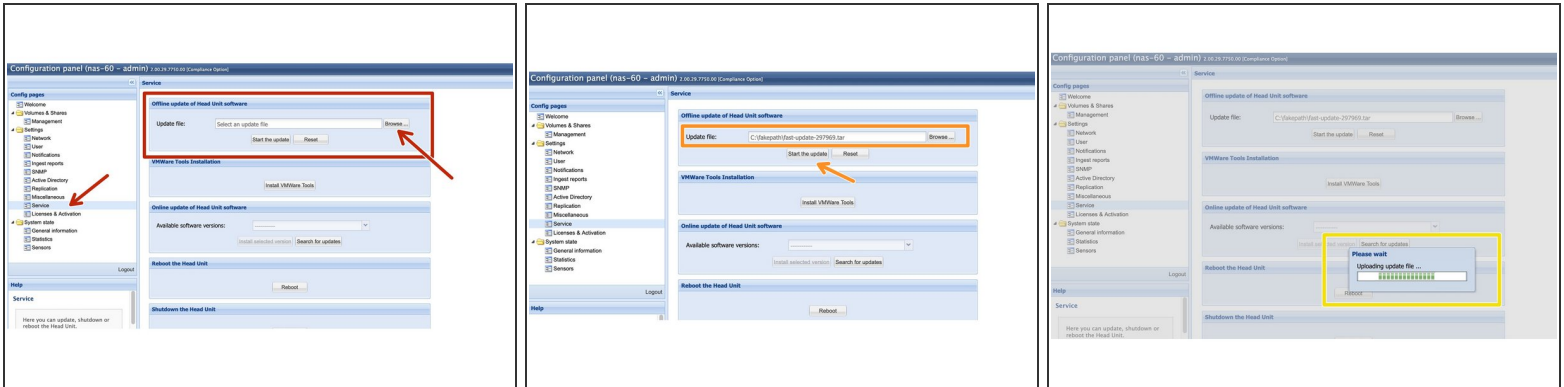 Configuration panel (nas-60 - admin) 2.00.29.7750.00 [Compliance Option]
Config pages
Welcome
Volumes & Shares
Management
Settings
Network
User
Notifications
Ingest reports
SNMP
Active Directory
Replication
Miscellaneous
Service
Licenses & Activation
System state
General information
Statistics
Sensors
Logout
Help
Service
Here you can update, shutdown or
reboot the Head Unit.
Service
Offline update of Head Unit software
Update file: Select an update file Browse ...
Start the update Reset
VMWare Tools Installation
Install VMWare Tools
Online update of Head Unit software
Available software versions: ----------
Install selected version Search for updates
Reboot the Head Unit
Reboot
Shutdown the Head Unit
Configuration panel (nas-60 - admin) 2.00.29.7750.00 [Compliance Option]
Config pages
Welcome
Volumes & Shares
Management
Settings
Network
User
Notifications
Ingest reports
SNMP
Active Directory
Replication
Miscellaneous
Service
Licenses & Activation
System state
General information
Statistics
Sensors
Logout
Help
Service
Offline update of Head Unit software
Update file: C:\fakepath\fast-update-297969.tar Browse ...
Start the update Reset
VMWare Tools Installation
Install VMWare Tools
Online update of Head Unit software
Available software versions: ----------
Install selected version Search for updates
Reboot the Head Unit
Reboot
Configuration panel (nas-60 - admin) 2.00.29.7750.00 [Compliance Option]
Config pages
Welcome
Volumes & Shares
Management
Settings
Network
User
Notifications
Ingest reports
SNMP
Active Directory
Replication
Miscellaneous
Service
Licenses & Activation
System state
General information
Statistics
Sensors
Logout
Help
Service
Here you can update, shutdown or
reboot the Head Unit.
Service
Offline update of Head Unit software
Update file: C:\fakepath\fast-update-297969.tar Browse ...
Start the update Reset
VMWare Tools Installation
Install VMWare Tools
Online update of Head Unit software
Available software versions: ----------
Install selected version Search for updates
Please wait
Uploading update file ...
Reboot the Head Unit
Reboot
Shutdown the Head Unit